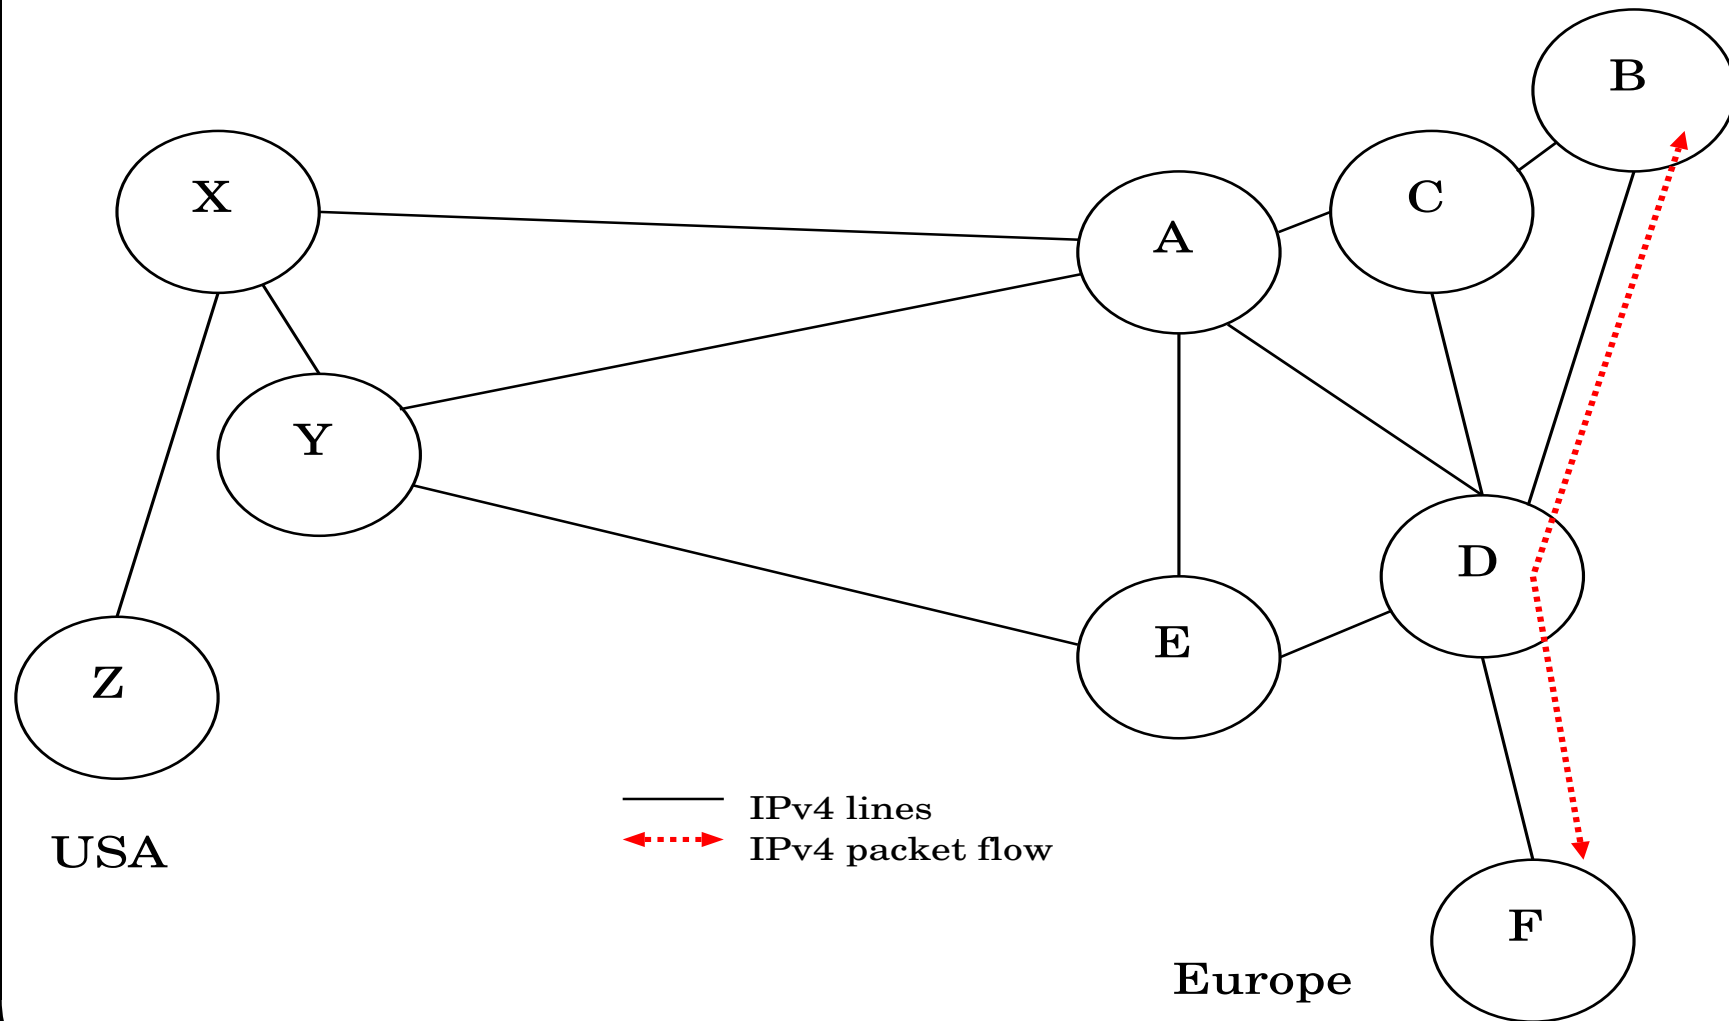 B
X
C
A
Y
D
E
Z
IPv4 lines
USA
IPv4 packet flow
F
Europe